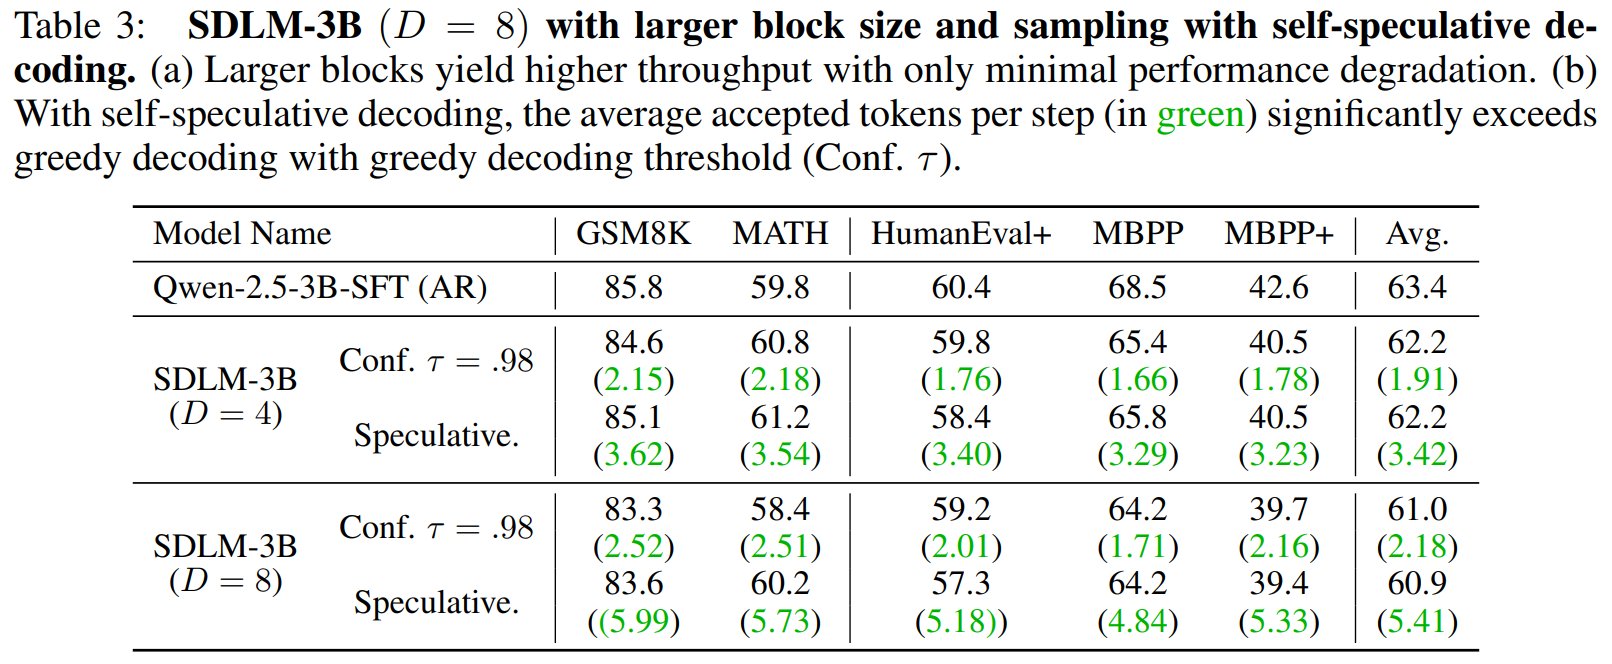 Table 3: SDLM-3B (D = 8) with larger block size and sampling with self-speculative de-
coding. (a) Larger blocks yield higher throughput with only minimal performance degradation. (b)
With self-speculative decoding, the average accepted tokens per step (in green) significantly exceeds
greedy decoding with greedy decoding threshold (Conf. τ).
Model Name GSM8K MATH HumanEval+ MBPP MBPP+ Avg.
Qwen-2.5-3B-SFT (AR) 85.8 59.8 60.4 68.5 42.6 63.4
SDLM-3B
(D = 4)
Conf. τ = .98
84.6 60.8 59.8 65.4 40.5 62.2
(2.15) (2.18) (1.76) (1.66) (1.78) (1.91)
Speculative.
85.1 61.2 58.4 65.8 40.5 62.2
(3.62) (3.54) (3.40) (3.29) (3.23) (3.42)
SDLM-3B
(D = 8)
Conf. τ = .98
83.3 58.4 59.2 64.2 39.7 61.0
(2.52) (2.51) (2.01) (1.71) (2.16) (2.18)
Speculative.
83.6 60.2 57.3 64.2 39.4 60.9
((5.99) (5.73) (5.18)) (4.84) (5.33) (5.41)